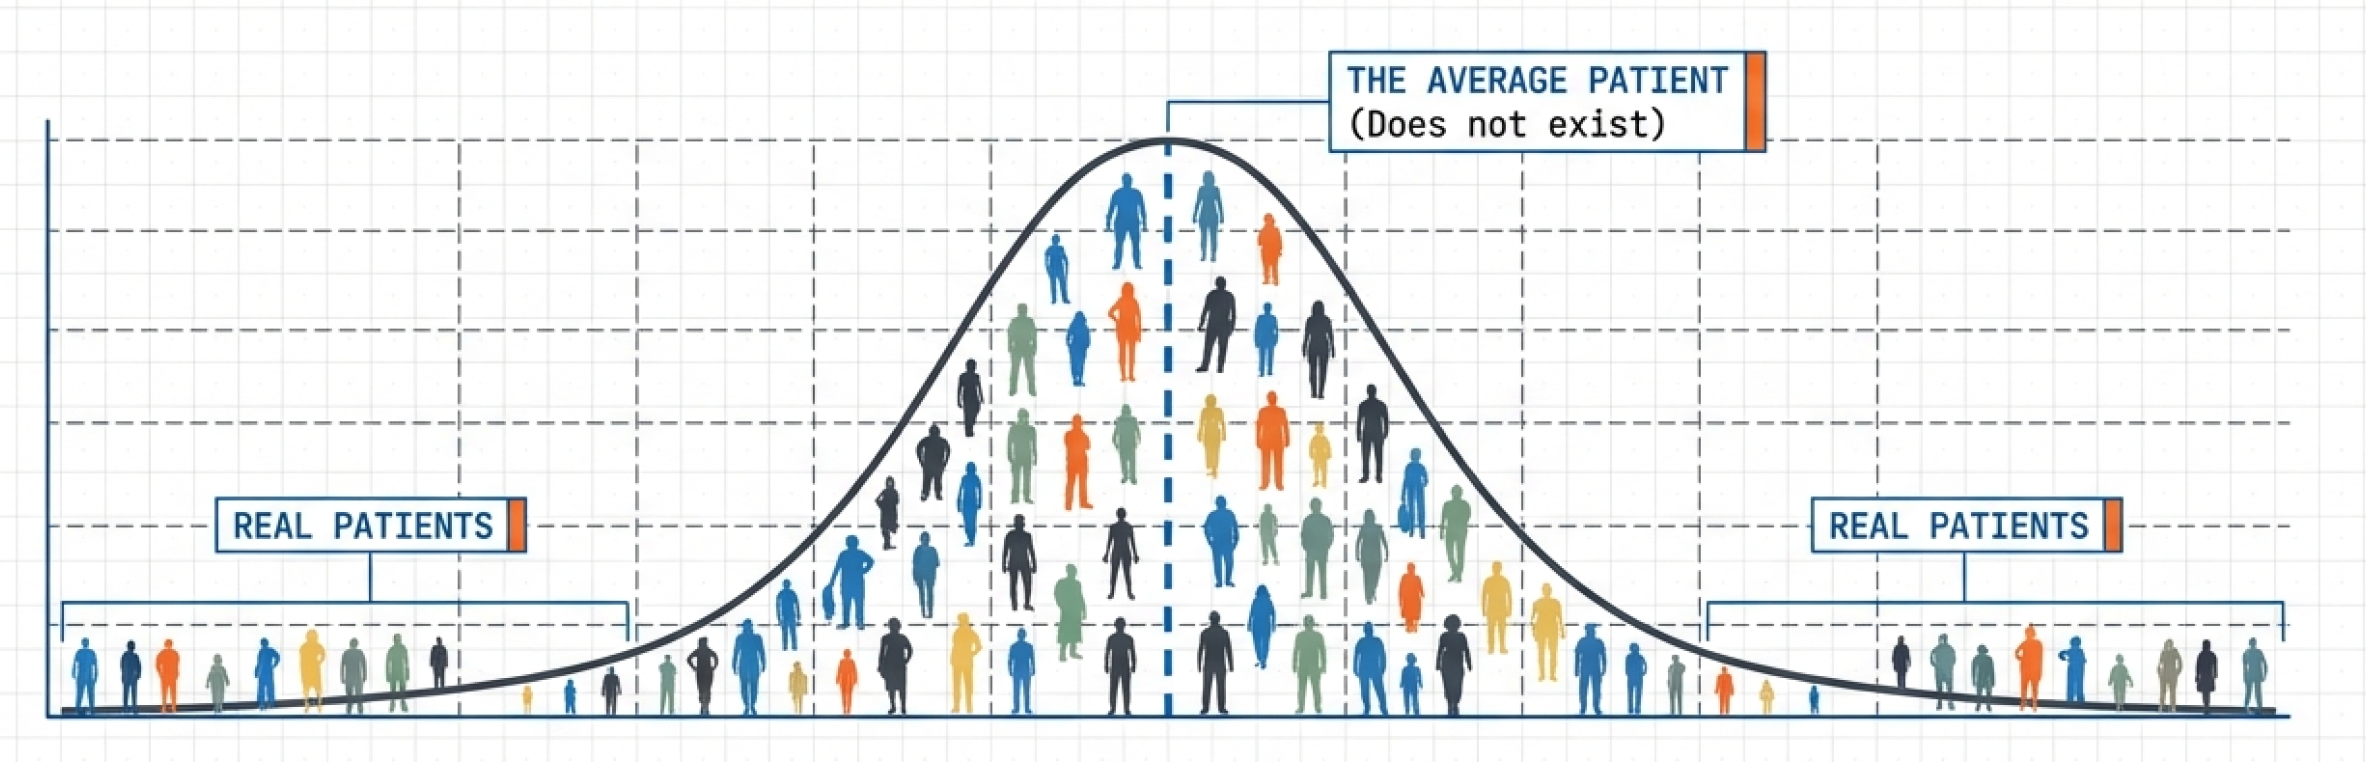 THE AVERAGE PATIENT
(Does not exist)
REAL PATIENTS
REAL PATIENTS